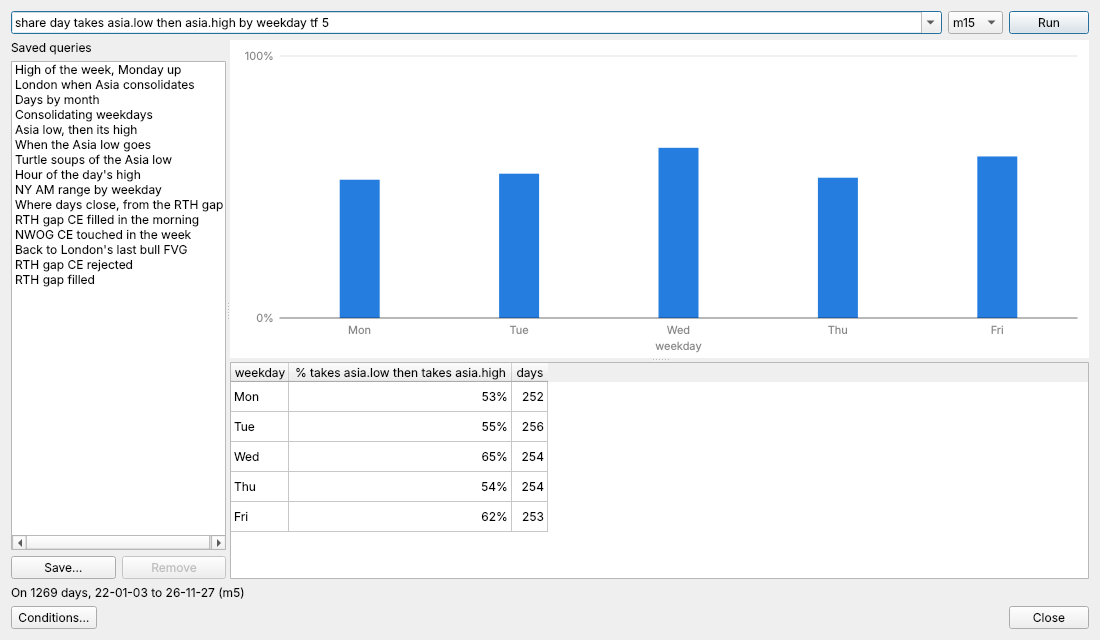 share day takes asia.low then asia.high by weekday tf 5
m15
Run
Saved queries
High of the week, Monday up
London when Asia consolidates
Days by month
Consolidating weekdays
Asia low, then its high
When the Asia low goes
Turtle soups of the Asia low
Hour of the day's high
NY AM range by weekday
Where days close, from the RTH gap
RTH gap CE filled in the morning
NWOG CE touched in the week
Back to London's last bull FVG
RTH gap CE rejected
RTH gap filled
100%
0%
Mon Tue Wed Thu Fri
weekday
weekday % takes asia.low then takes asia.high days
Mon 53% 252
Tue 55% 256
Wed 65% 254
Thu 54% 254
Fri 62% 253
Save... Remove
On 1269 days, 22-01-03 to 26-11-27 (m5)
Conditions... Close